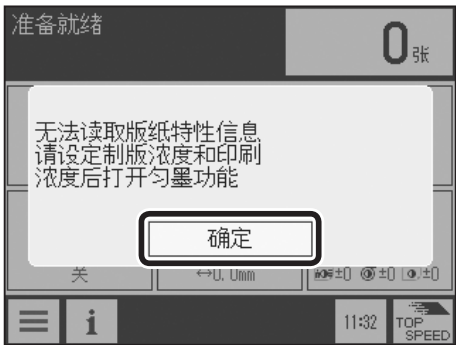 准备就绪
0张
无法读取版纸特性信息
请设定制版浓度和印刷
浓度后打开匀墨功能
确定
关
↔0.0mm
±0 ±0 ±0
i
11:32
TOP SPEED